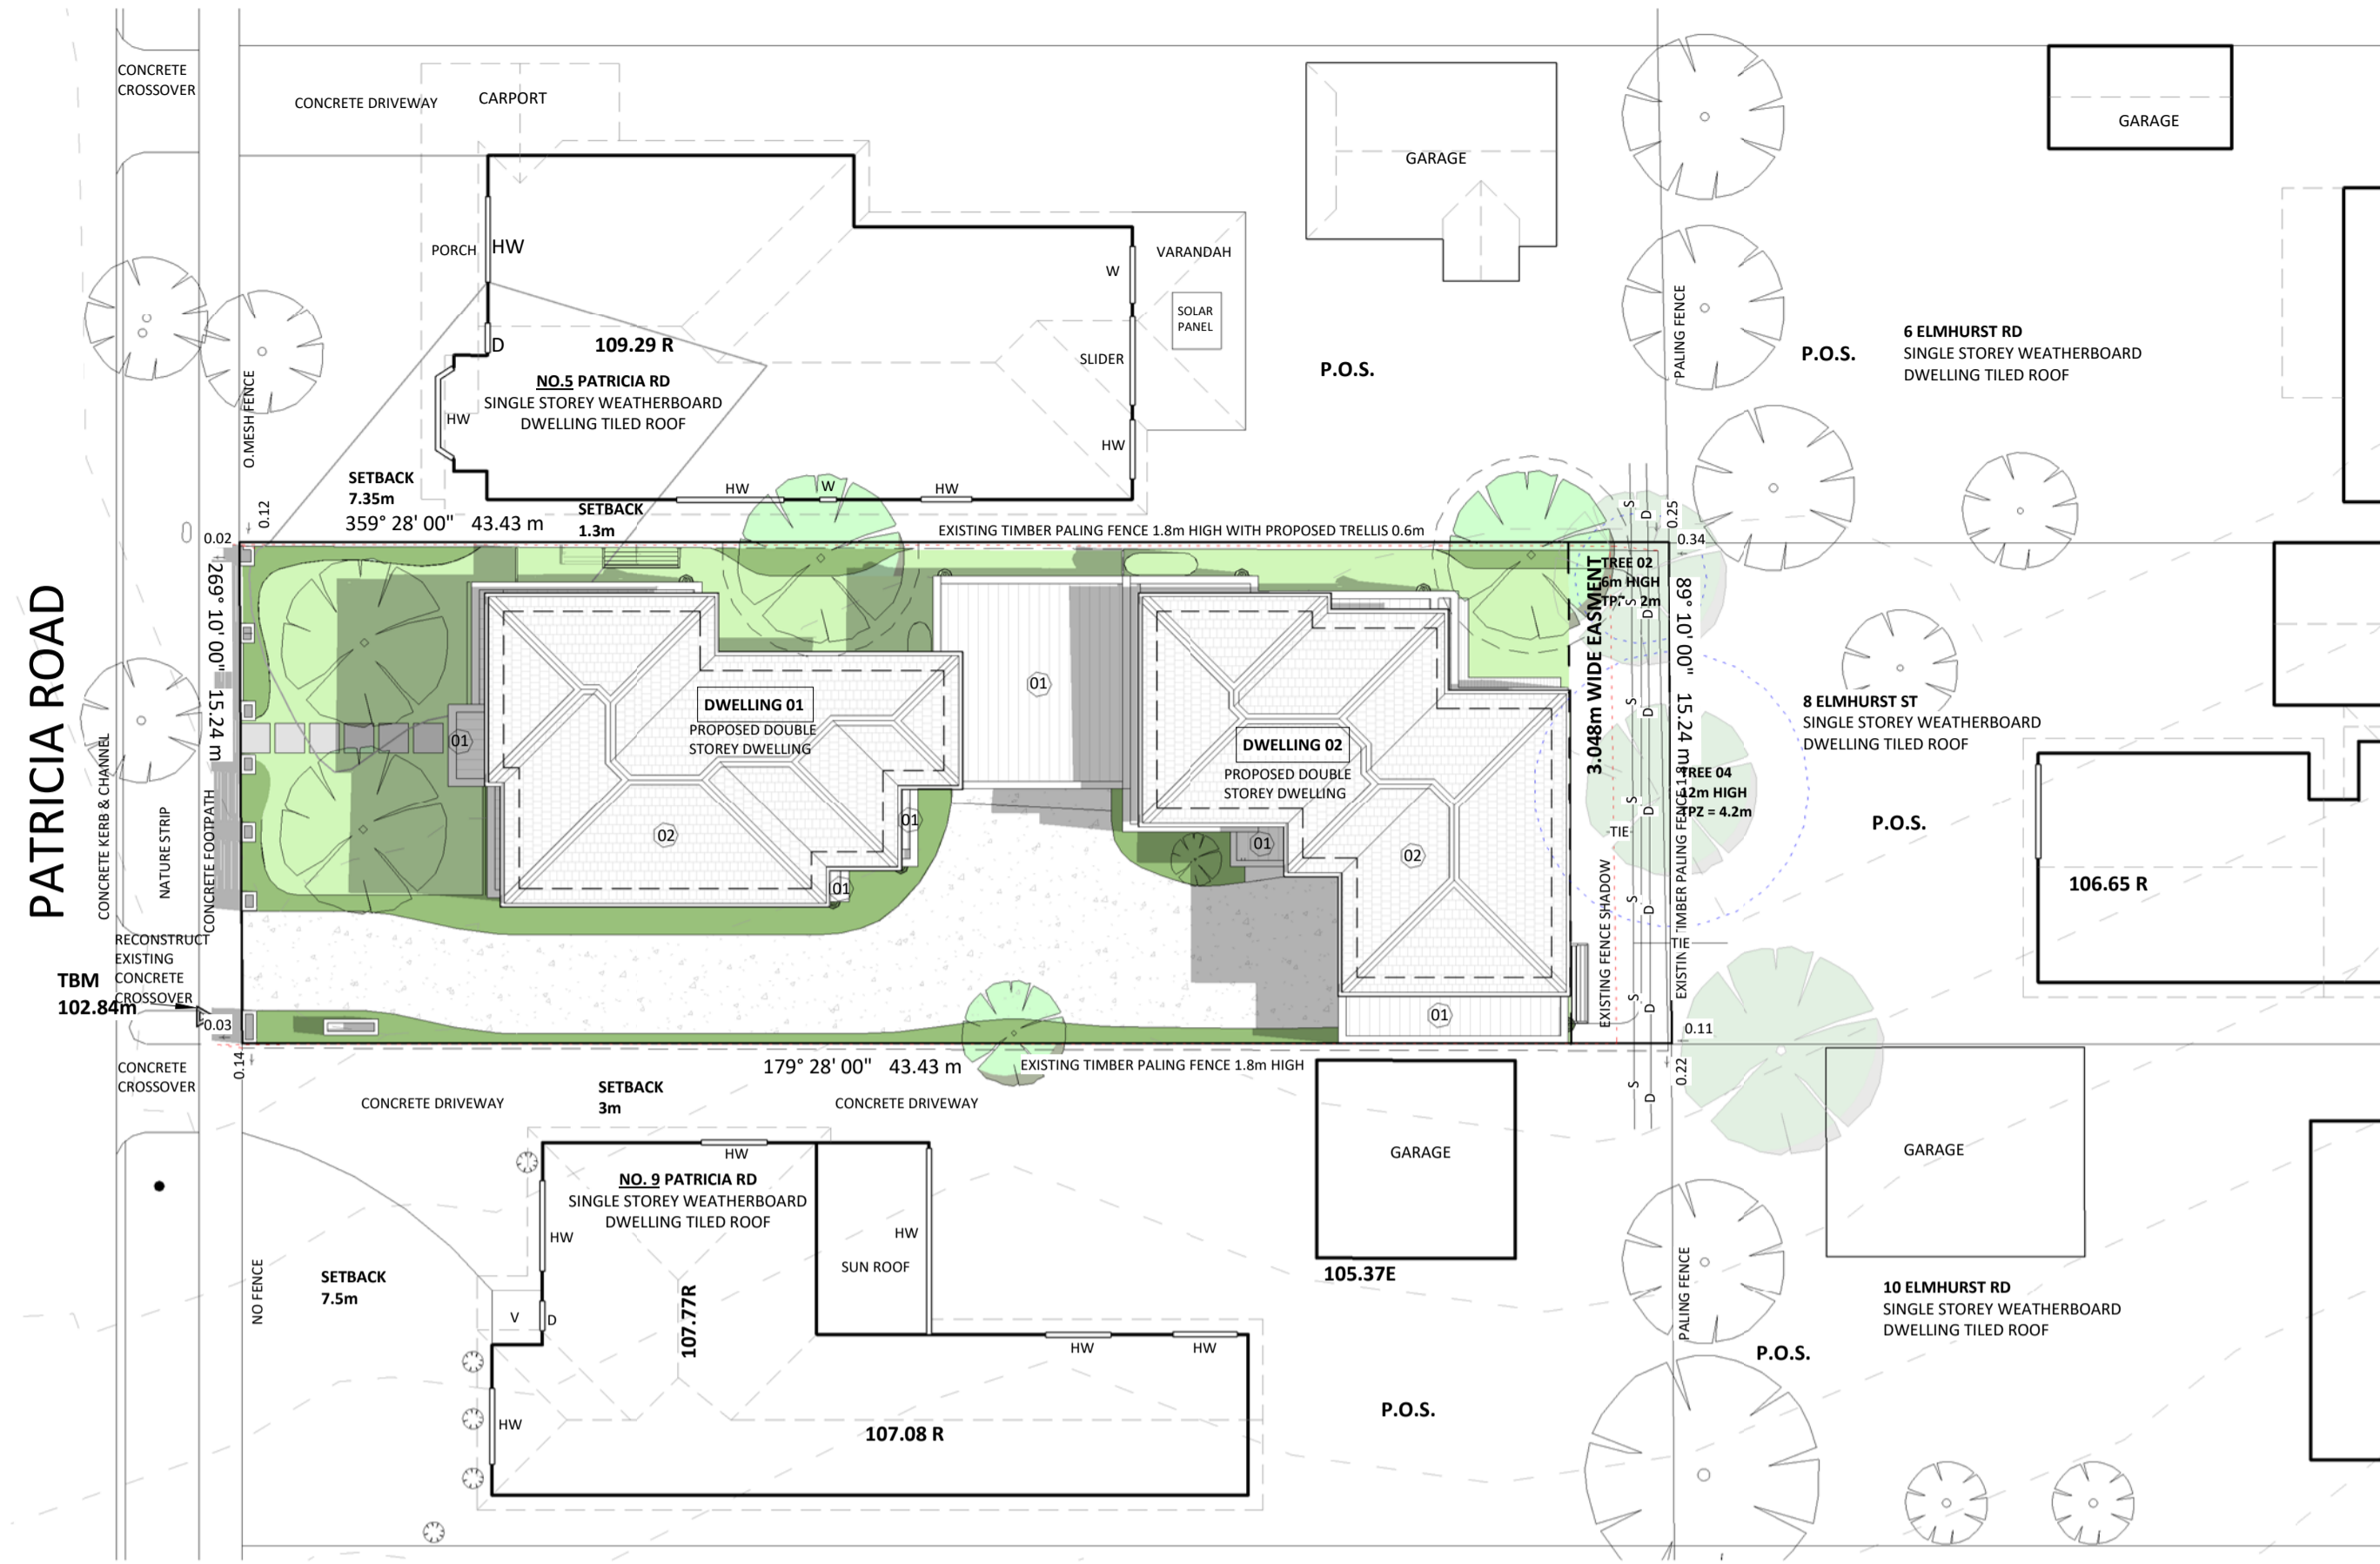 CONCRETE
CROSSOVER
CONCRETE DRIVEWAY
CARPORT
GARAGE
GARAGE
PORCH
HW
W
VARANDAH
SOLAR
PANEL
D
109.29 R
SLIDER
NO.5 PATRICIA RD
SINGLE STOREY WEATHERBOARD
DWELLING TILED ROOF
HW
HW
P.O.S.
PALING FENCE
P.O.S.
6 ELMHURST RD
SINGLE STOREY WEATHERBOARD
DWELLING TILED ROOF
O.MESH FENCE
SETBACK
7.35m
HW
W
HW
SETBACK
1.3m
0.12
359° 28' 00" 43.43 m
EXISTING TIMBER PALING FENCE 1.8m HIGH WITH PROPOSED TRELLIS 0.6m
S
D
0.25
0.02
0.34
PATRICIA ROAD
269° 10' 00" 15.24 m
TREE 02
6m HIGH
2m
S
D
3.048m WIDE EASMENT
89° 10' 00" 15.24 m
01
DWELLING 01
PROPOSED DOUBLE
STOREY DWELLING
01
DWELLING 02
PROPOSED DOUBLE
STOREY DWELLING
S
D
8 ELMHURST ST
SINGLE STOREY WEATHERBOARD
DWELLING TILED ROOF
TREE 04
12m HIGH
TPZ = 4.2m
CONCRETE KERB & CHANNEL
NATURE STRIP
CONCRETE FOOTPATH
02
01
01
01
02
S
D
TIE
P.O.S.
106.65 R
EXISTING FENCE SHADOW
EXISTING TIMBER PALING FENCE 1.8
S
D
TIE
RECONSTRUCT
EXISTING
CONCRETE
CROSSOVER
TBM
102.84m
0.03
01
S
D
0.11
0.14
179° 28' 00" 43.43 m
EXISTING TIMBER PALING FENCE 1.8m HIGH
0.22
S
D
CONCRETE
CROSSOVER
CONCRETE DRIVEWAY
SETBACK
3m
CONCRETE DRIVEWAY
HW
NO. 9 PATRICIA RD
SINGLE STOREY WEATHERBOARD
DWELLING TILED ROOF
GARAGE
GARAGE
HW
HW
SUN ROOF
105.37E
NO FENCE
SETBACK
7.5m
V
D
107.77R
HW
HW
PALING FENCE
10 ELMHURST RD
SINGLE STOREY WEATHERBOARD
DWELLING TILED ROOF
P.O.S.
HW
107.08 R
P.O.S.